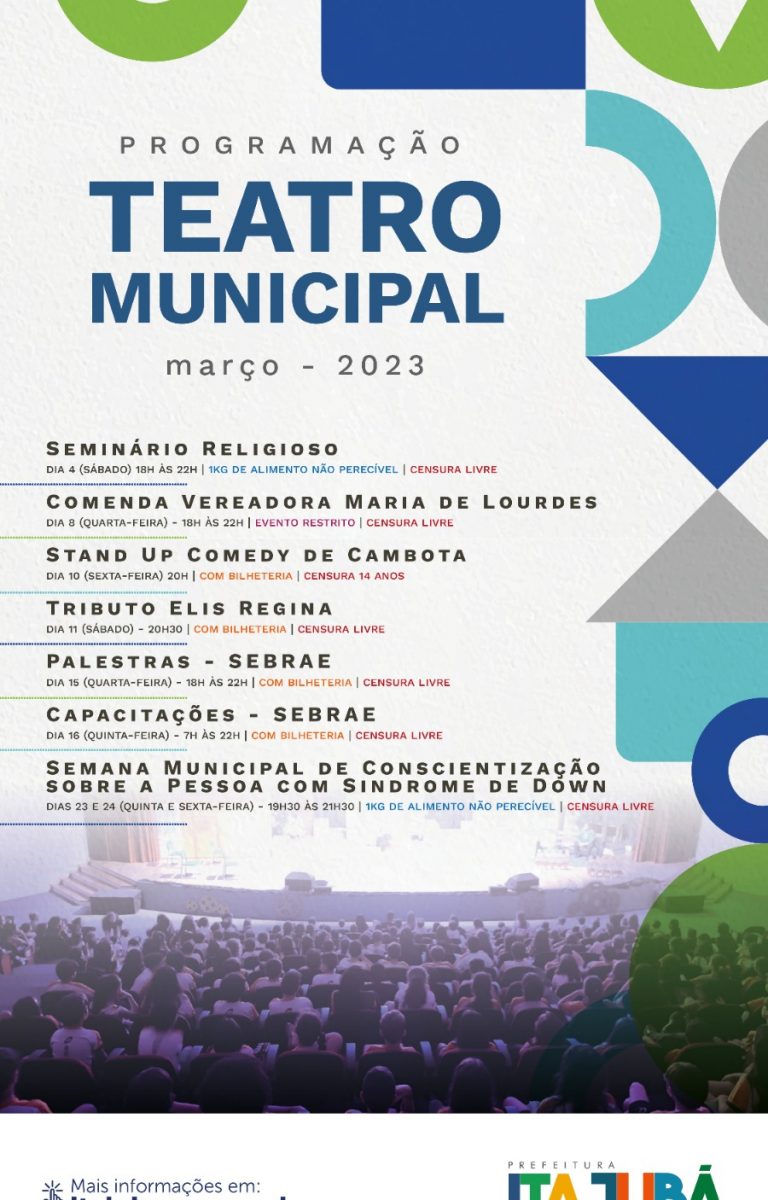 PROGRAMAÇÃO
TEATRO
MUNICIPAL
março - 2023
SEMINÁRIO RELIGIOSO
DIA 4 (SÁBADO) 18H ÀS 22H | 1KG DE ALIMENTO NÃO PERECÍVEL | CENSURA LIVRE
COMENDA VEREADORA MARIA DE LOURDES
DIA 8 (QUARTA-FEIRA) - 18H ÀS 22H | EVENTO RESTRITO | CENSURA LIVRE
STAND UP COMEDY DE CAMBOTA
DIA 10 (SEXTA-FEIRA) 20H | COM BILHETERIA | CENSURA 14 ANOS
TRIBUTO ELIS REGINA
DIA 11 (SÁBADO) - 20H30 | COM BILHETERIA | CENSURA LIVRE
PALESTRAS - SEBRAE
DIA 15 (QUARTA-FEIRA) - 18H ÀS 22H | COM BILHETERIA | CENSURA LIVRE
CAPACITAÇÕES - SEBRAE
DIA 16 (QUINTA-FEIRA) - 7H ÀS 22H | COM BILHETERIA | CENSURA LIVRE
SEMANA MUNICIPAL DE CONSCIENTIZAÇÃO
SOBRE A PESSOA COM SINDROME DE DOWN
DIAS 23 E 24 (QUINTA E SEXTA-FEIRA) - 19H30 ÀS 21H30 | 1KG DE ALIMENTO NÃO PERECÍVEL | CENSURA LIVRE
Mais informações em:
PREFEITURA
ITAJUBÁ